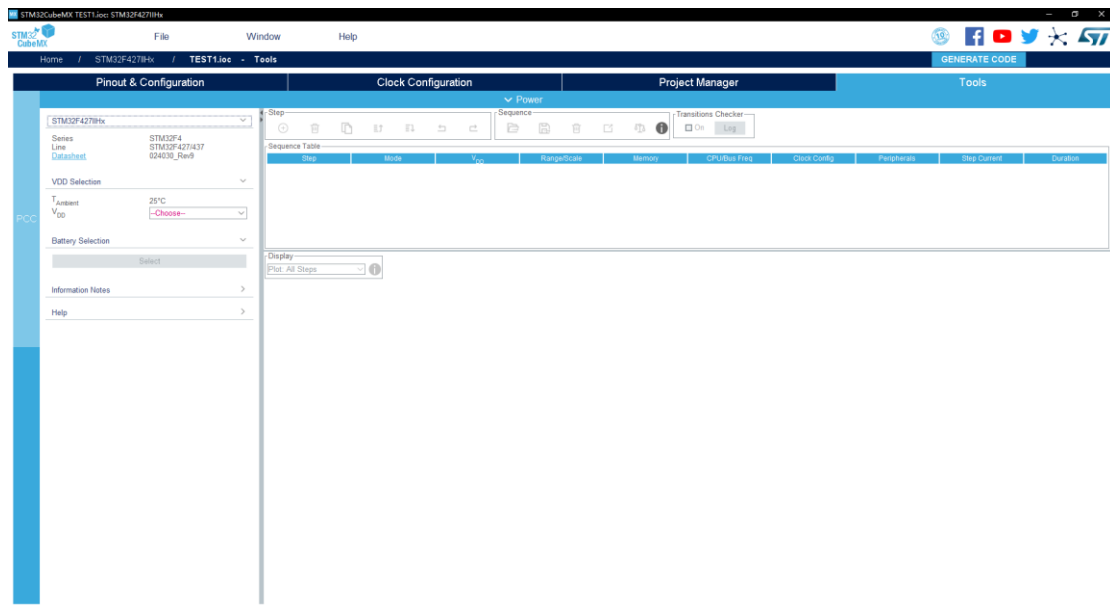 STM32CubeMX TEST1.ioc: STM32F427IIHx
STM32
CubeMX
File
Window
Help
Home / STM32F427IIHx / TEST1.ioc - Tools
GENERATE CODE
Pinout & Configuration
Clock Configuration
Project Manager
Tools
Power
PCC
STM32F427IIHx
Series STM32F4
Line STM32F427/437
Datasheet 024030_Rev9
VDD Selection
TAmbient 25°C
VDD --Choose--
Battery Selection
Select
Information Notes
Help
Step
Sequence
Transitions Checker
On Log
Sequence Table
Step Mode VDD Range/Scale Memory CPU/Bus Freq Clock Config Peripherals Step Current Duration
Display
Plot: All Steps